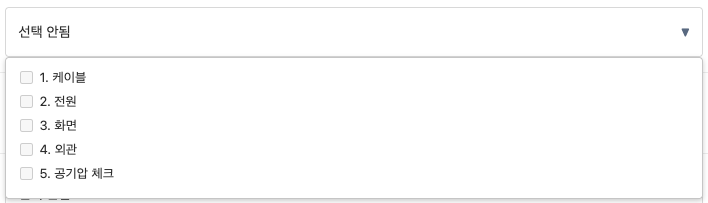 선택 안됨
1. 케이블
2. 전원
3. 화면
4. 외관
5. 공기압 체크